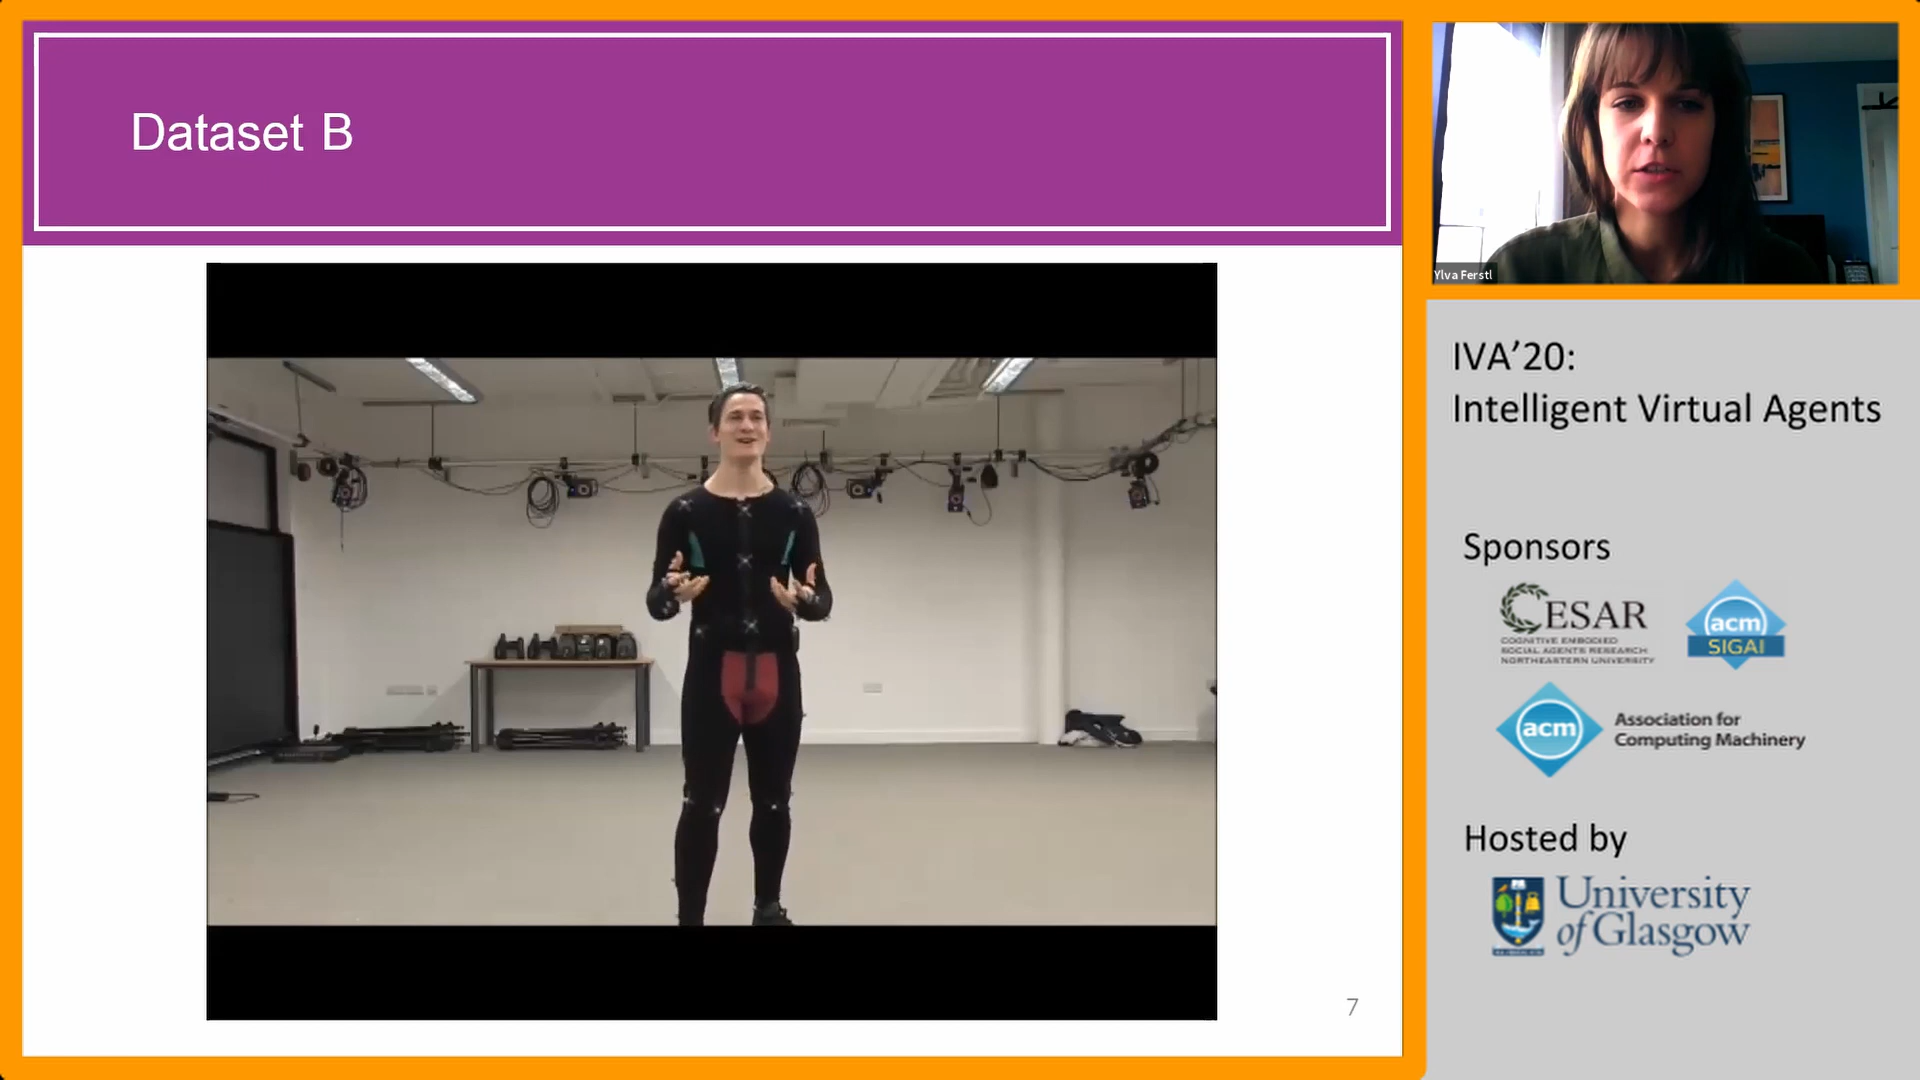 Dataset B
7
Ylva Ferstl
IVA’20:
Intelligent Virtual Agents
Sponsors
CESAR
COGNITIVE EMBODIED
SOCIAL AGENTS RESEARCH
NORTHEASTERN UNIVERSITY
acm
SIGAI
acm
Association for
Computing Machinery
Hosted by
University
of Glasgow